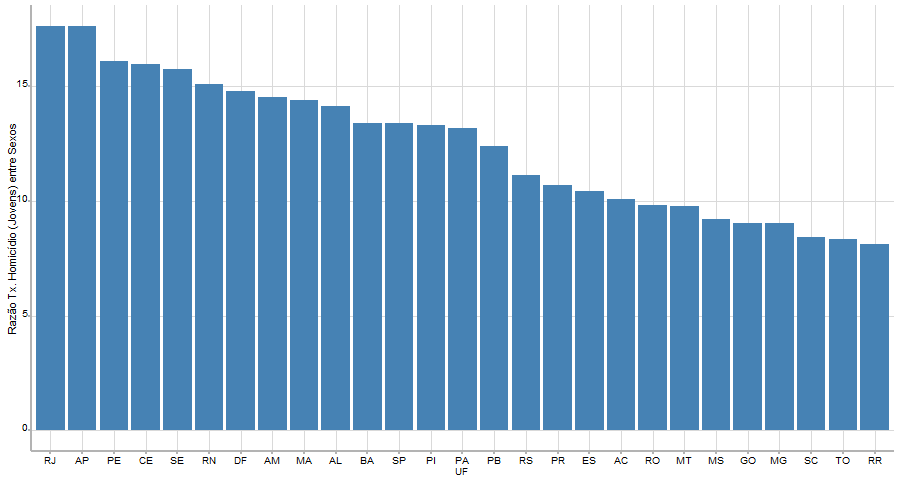 Razão Tx. Homicídio (Jovens) entre Sexos
15
10
5
0
RJ AP PE CE SE RN DF AM MA AL BA SP PI PA PB RS PR ES AC RO MT MS GO MG SC TO RR
UF